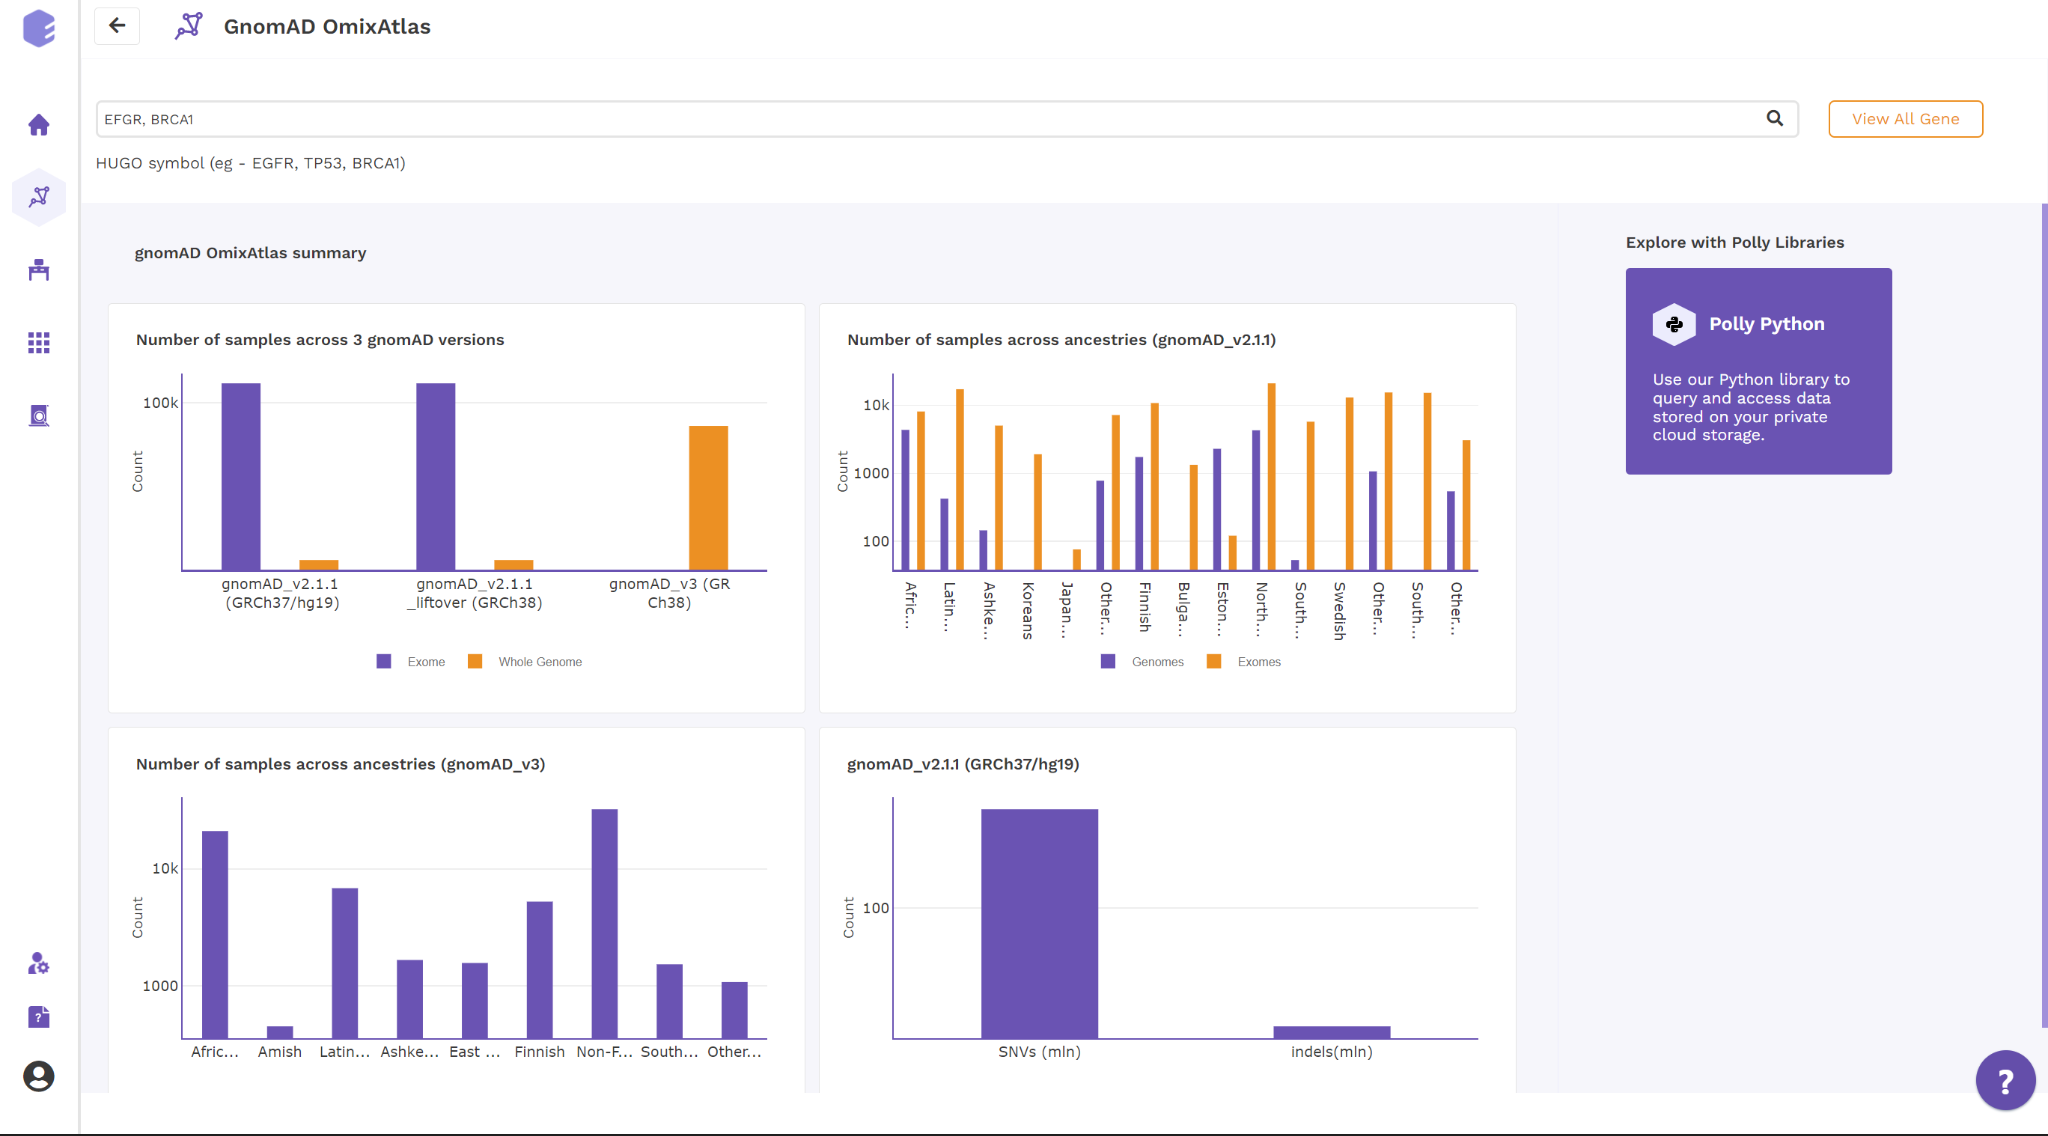 GnomAD OmixAtlas
EFGR, BRCA1
View All Gene
HUGO symbol (eg - EGFR, TP53, BRCA1)
gnomAD OmixAtlas summary
Explore with Polly Libraries
Polly Python
Use our Python library to
query and access data
stored on your private
cloud storage.
Number of samples across 3 gnomAD versions
100k
Count
gnomAD_v2.1.1
(GRCh37/hg19)
gnomAD_v2.1.1
_liftover (GRCh38)
gnomAD_v3 (GR
Ch38)
Exome
Whole Genome
Number of samples across ancestries (gnomAD_v2.1.1)
10k
1000
100
Count
Afric...
Latin...
Ashke...
Koreans
Japan...
Other...
Finnish
Bulga...
Eston...
North...
South...
Swedish
Other...
South...
Other...
Genomes
Exomes
Number of samples across ancestries (gnomAD_v3)
10k
1000
Count
Afric...
Amish
Latin...
Ashke...
East ...
Finnish
Non-F...
South...
Other...
gnomAD_v2.1.1 (GRCh37/hg19)
100
Count
SNVs (mln)
indels(mln)
?